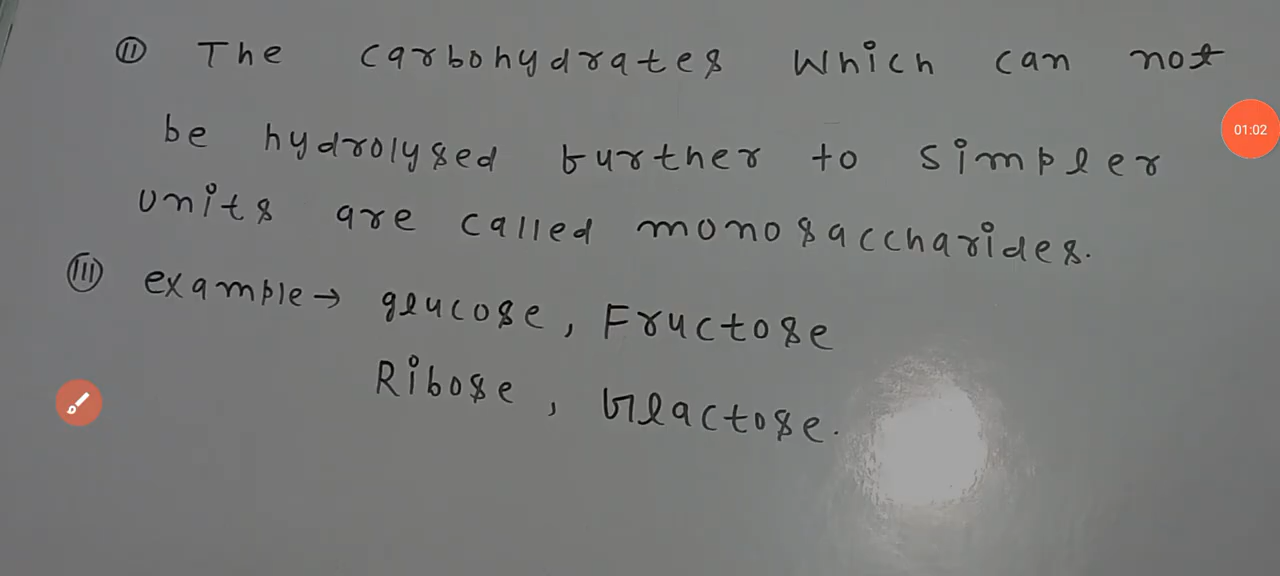 (II) The carbohydrates which can not
be hydrolysed further to simpler
units are called monosaccharides.
(III) example → glucose, Fructose
Ribose, Glactose.
01:02